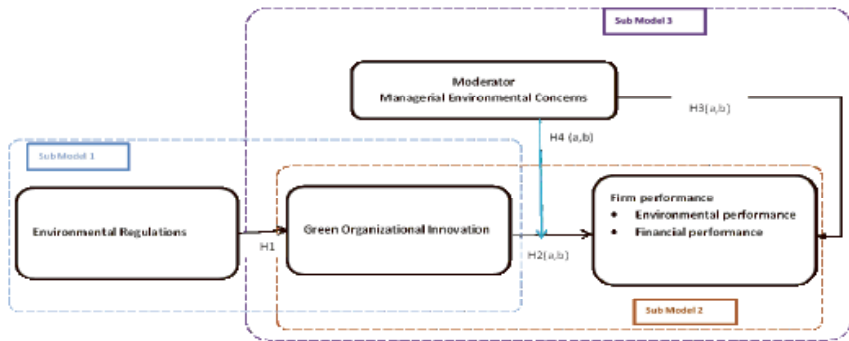 Sub Model 3
Moderator
Managerial Environmental Concerns
H3(a,b)
H4 (a,b)
Sub Model 1
Environmental Regulations
H1
Green Organizational Innovation
H2(a,b)
Firm performance
• Environmental performance
• Financial performance
Sub Model 2